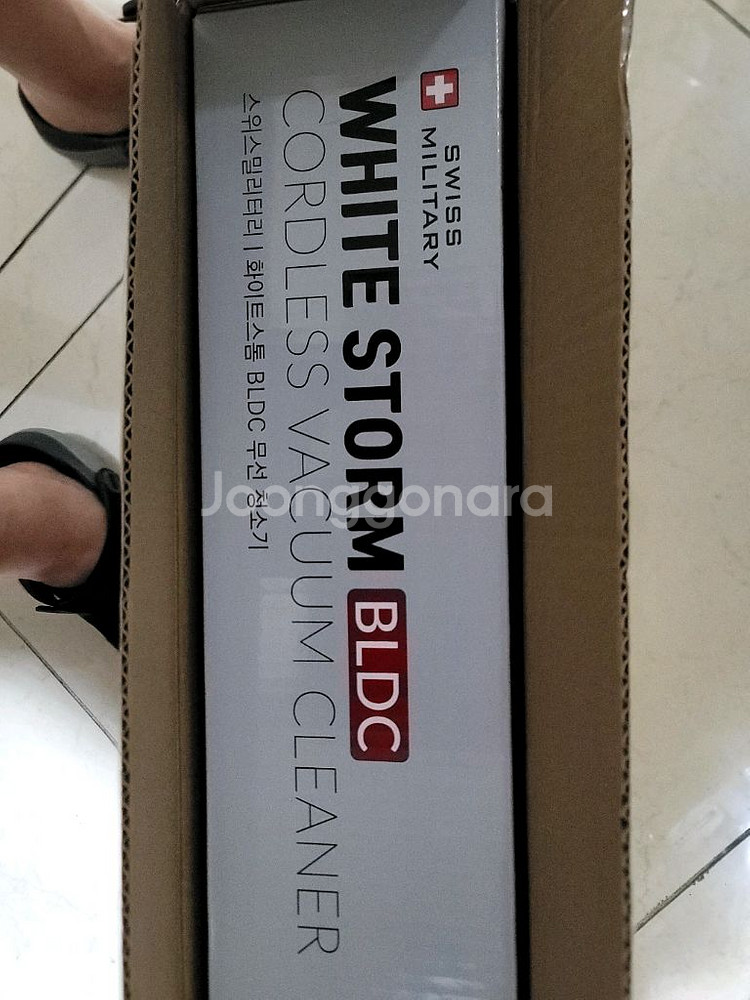 SWISS
MILITARY
WHITE STORM BLDC
CORDLESS VACUUM CLEANER
스위스밀리터리 | 화이트스톰 BLDC 무선 청소기
Joonggonara